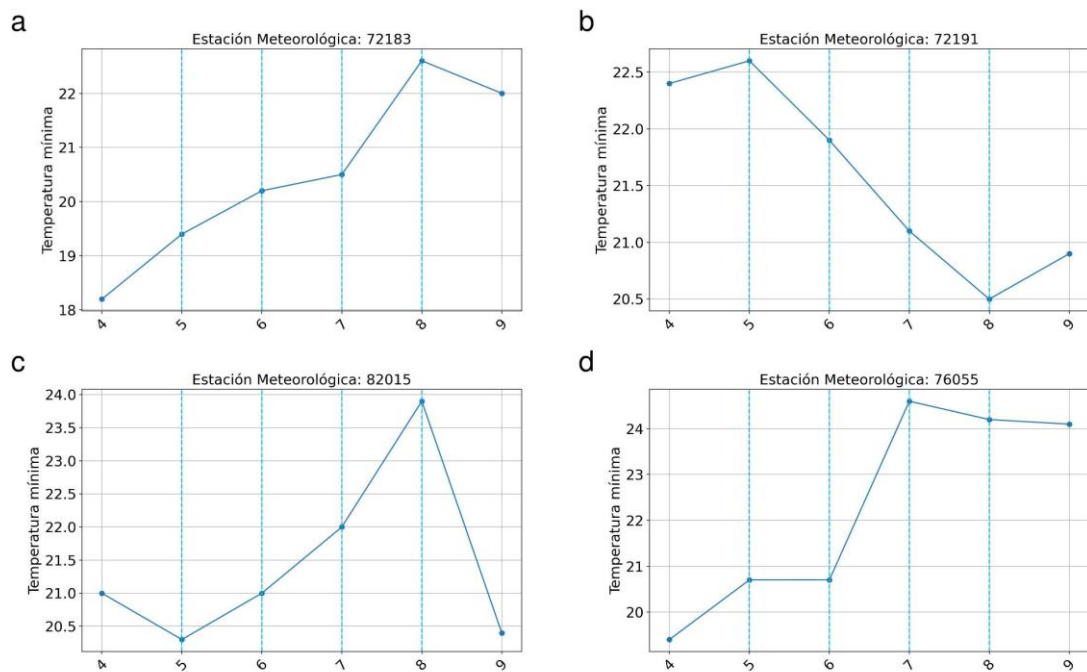 a
Estación Meteorológica: 72183
Temperatura mínima
22
21
20
19
18
4 5 6 7 8 9
b
Estación Meteorológica: 72191
Temperatura mínima
22.5
22.0
21.5
21.0
20.5
4 5 6 7 8 9
c
Estación Meteorológica: 82015
Temperatura mínima
24.0
23.5
23.0
22.5
22.0
21.5
21.0
20.5
4 5 6 7 8 9
d
Estación Meteorológica: 76055
Temperatura mínima
24
23
22
21
20
4 5 6 7 8 9